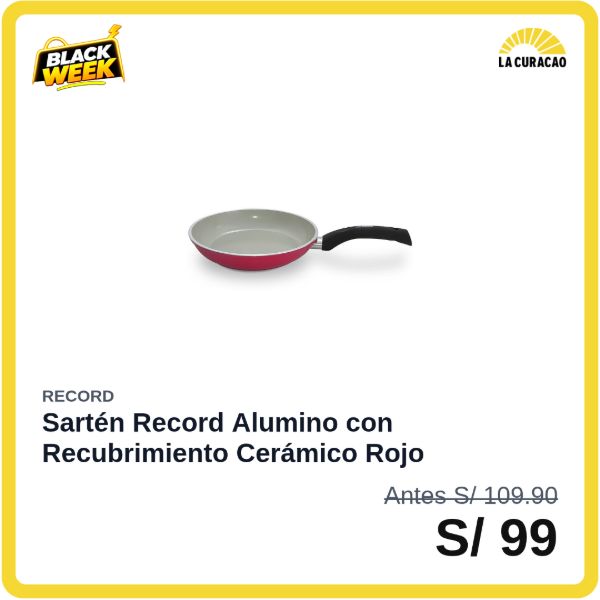 BLACK
WEEK
LA CURACAO
RECORD
Sartén Record Alumino con
Recubrimiento Cerámico Rojo
Antes S/ 109.90
S/ 99